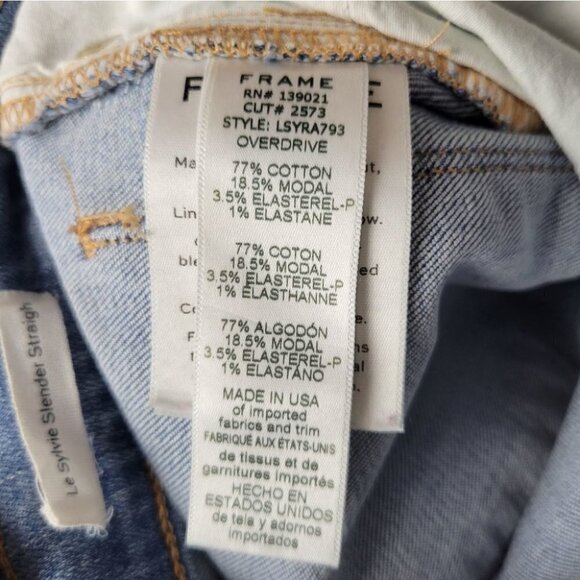 FRAME
RN# 139021
CUT# 2573
STYLE: LSYRA793
OVERDRIVE
77% COTTON
18.5% MODAL
3.5% ELASTEREL-P
1% ELASTANE
77% COTON
18.5% MODAL
3.5% ELASTEREL-P
1% ÉLASTHANNE
77% ALGODÓN
18.5% MODAL
3.5% ELASTEREL-P
1% ELASTANO
MADE IN USA
of imported
fabrics and trim
FABRIQUÉ AUX ÉTATS-UNIS
de tissus et de
garnitures importés
HECHO EN
ESTADOS UNIDOS
de tela y adornos
importados
Le Sylvie Slender Straigh